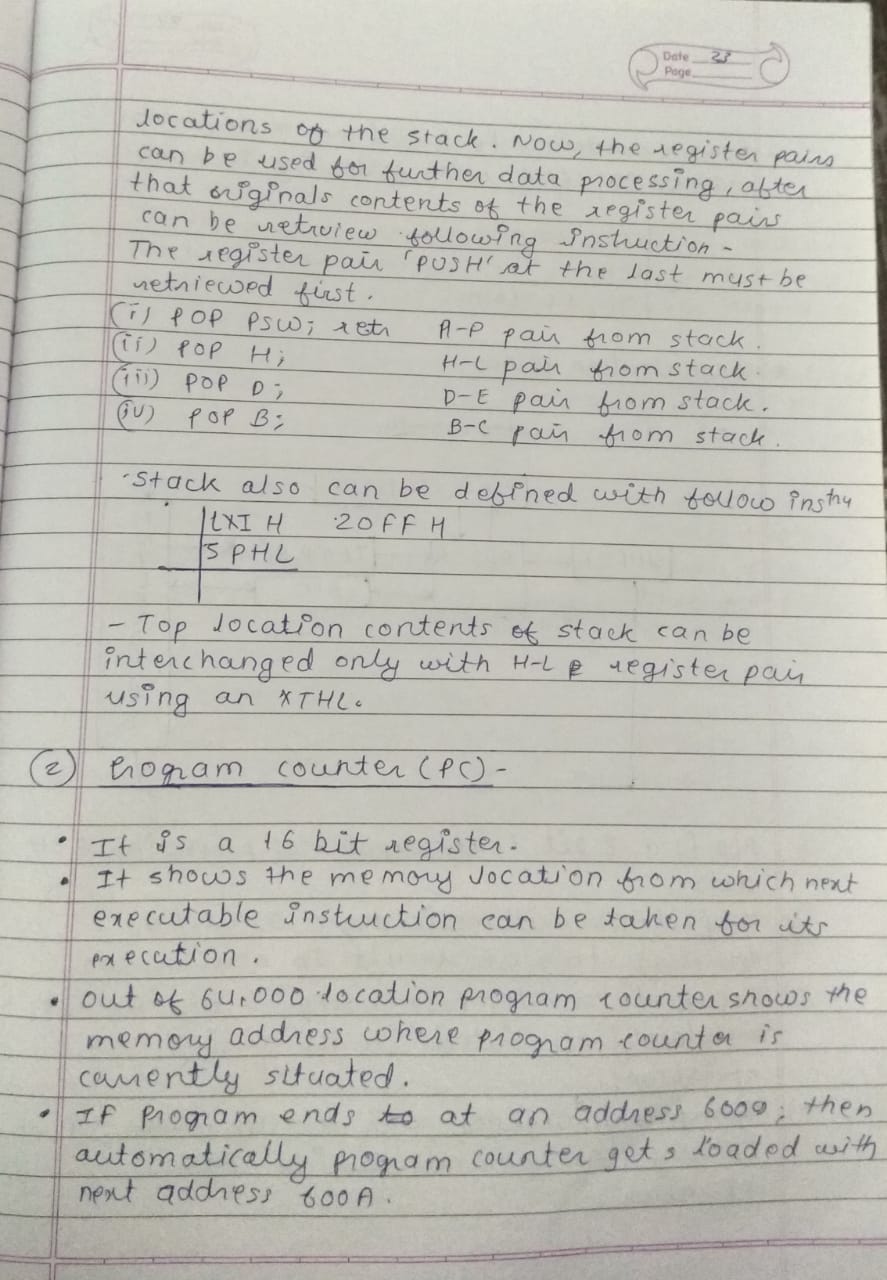 Date 23
Page
locations of the stack. Now, the register pairs
can be used for further data processing, after
that originals contents of the register pairs
can be retrview following instruction -
The register pair 'PUSH' at the last must be
retriewed first.
(i) POP PSW; retr A-P pair from stack.
(ii) POP H; H-L pair from stack.
(iii) POP D; D-E pair from stack.
(iv) POP B; B-C pair from stack.
·Stack also can be defined with follow instru
LXI H 20FF H
SPHL
- Top location contents of stack can be
interchanged only with H-L register pair
using an XTHL.
(2) Program counter (PC) -
• It is a 16 bit register.
• It shows the memory location from which next
executable instruction can be taken for its
execution.
• out of 64,000 location program counter shows the
memory address where program counter is
currently situated.
• If Program ends at an address 6009; then
automatically program counter gets loaded with
next address 600A.